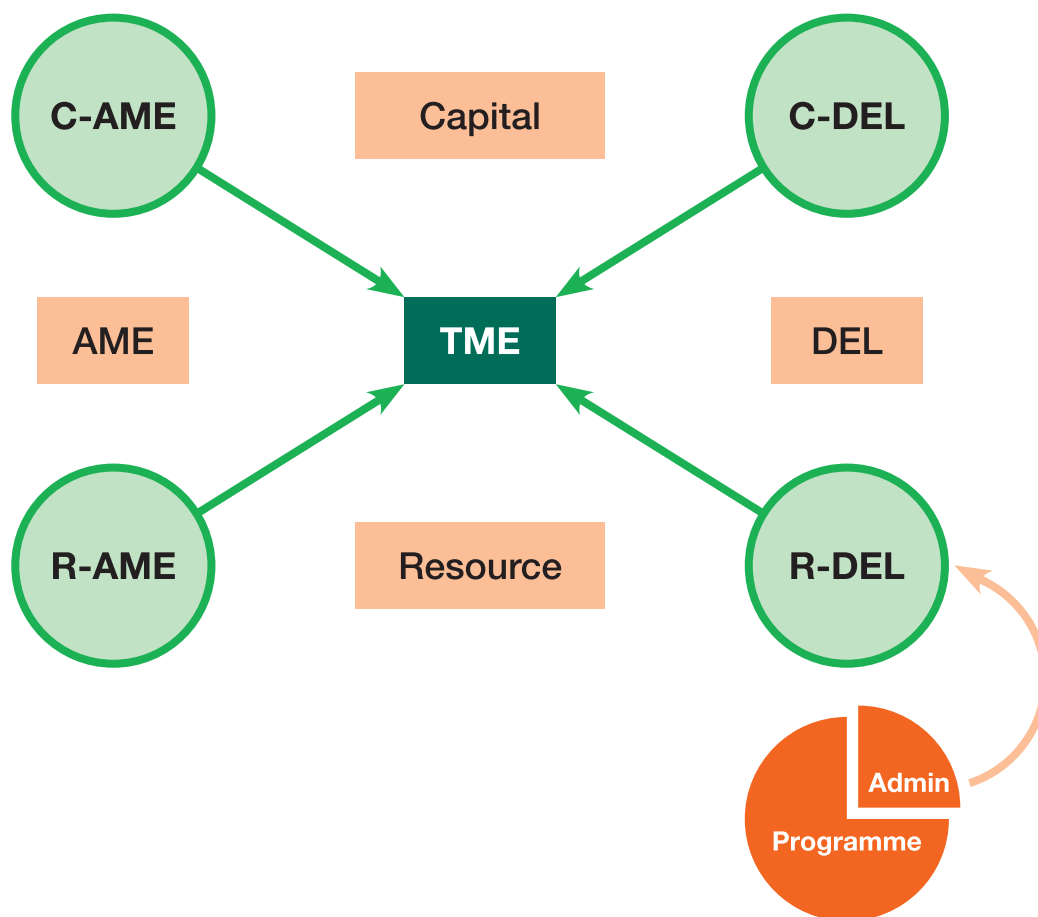 C-AME
Capital
C-DEL
AME
TME
DEL
R-AME
Resource
R-DEL
Admin
Programme